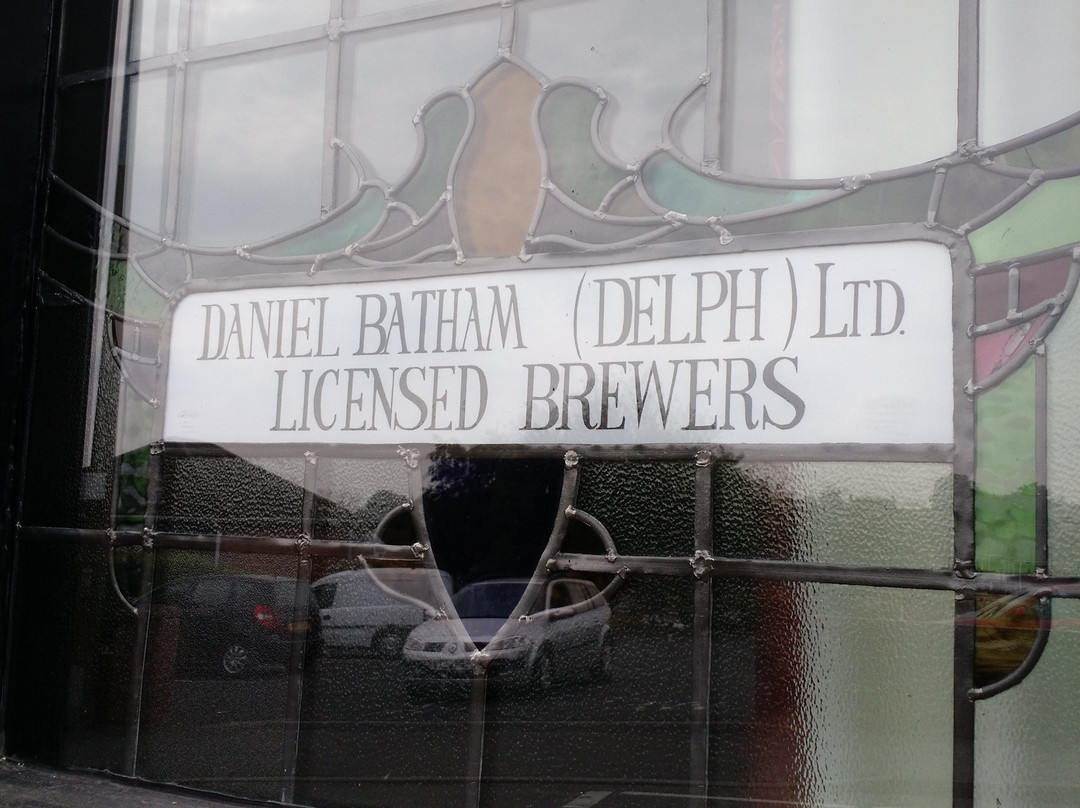 DANIEL BATHAM (DELPH) LTD.
LICENSED BREWERS